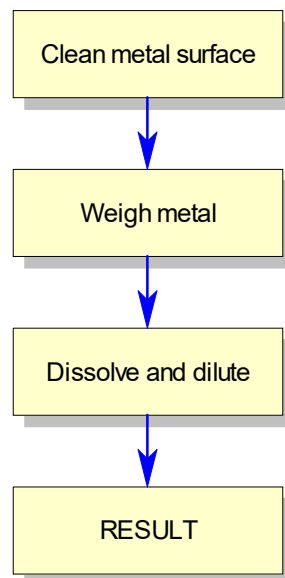 Clean metal surface
Weigh metal
Dissolve and dilute
RESULT